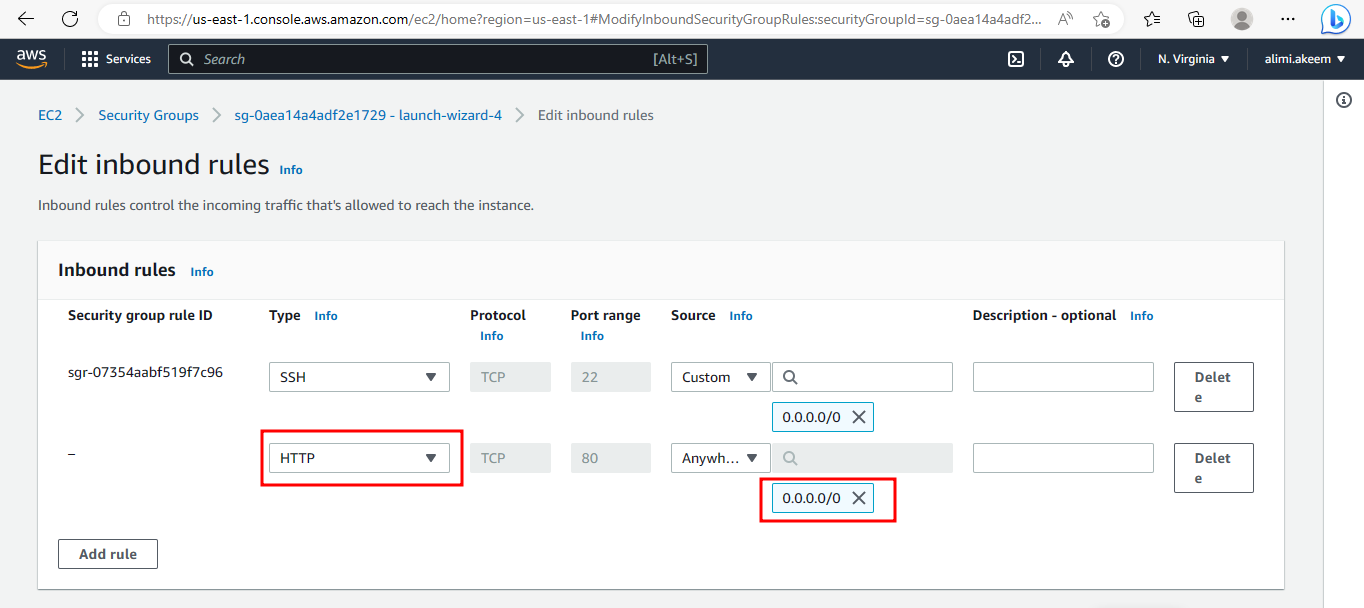 https://us-east-1.console.aws.amazon.com/ec2/home?region=us-east-1#ModifyInboundSecurityGroupRules:securityGroupId=sg-0aea14a4adf2...
aws Services Search [Alt+S] N. Virginia alimi.akeem
EC2 Security Groups sg-0aea14a4adf2e1729 - launch-wizard-4 Edit inbound rules
Edit inbound rules Info
Inbound rules control the incoming traffic that's allowed to reach the instance.
Inbound rules Info
Security group rule ID Type Info Protocol Port range Source Info Description - optional Info
Info Info
sgr-07354aabf519f7c96 SSH TCP 22 Custom Delet
e
0.0.0.0/0
– HTTP TCP 80 Anywh... Delet
e
0.0.0.0/0
Add rule